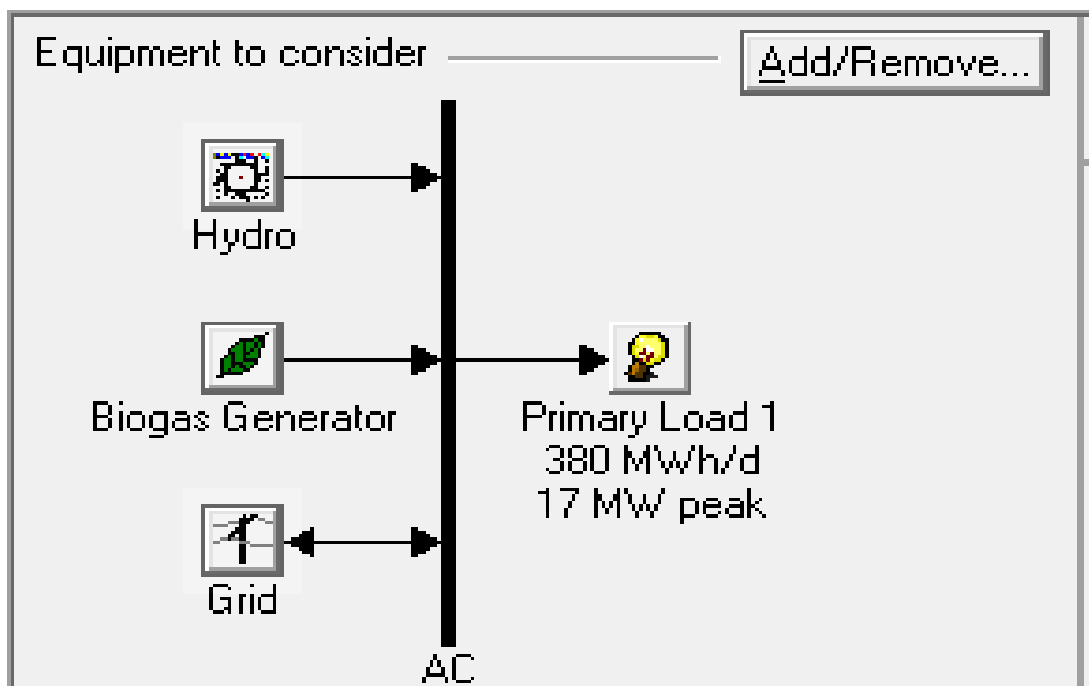 Equipment to consider
Add/Remove...
Hydro
Biogas Generator
Primary Load 1
380 MWh/d
17 MW peak
Grid
AC